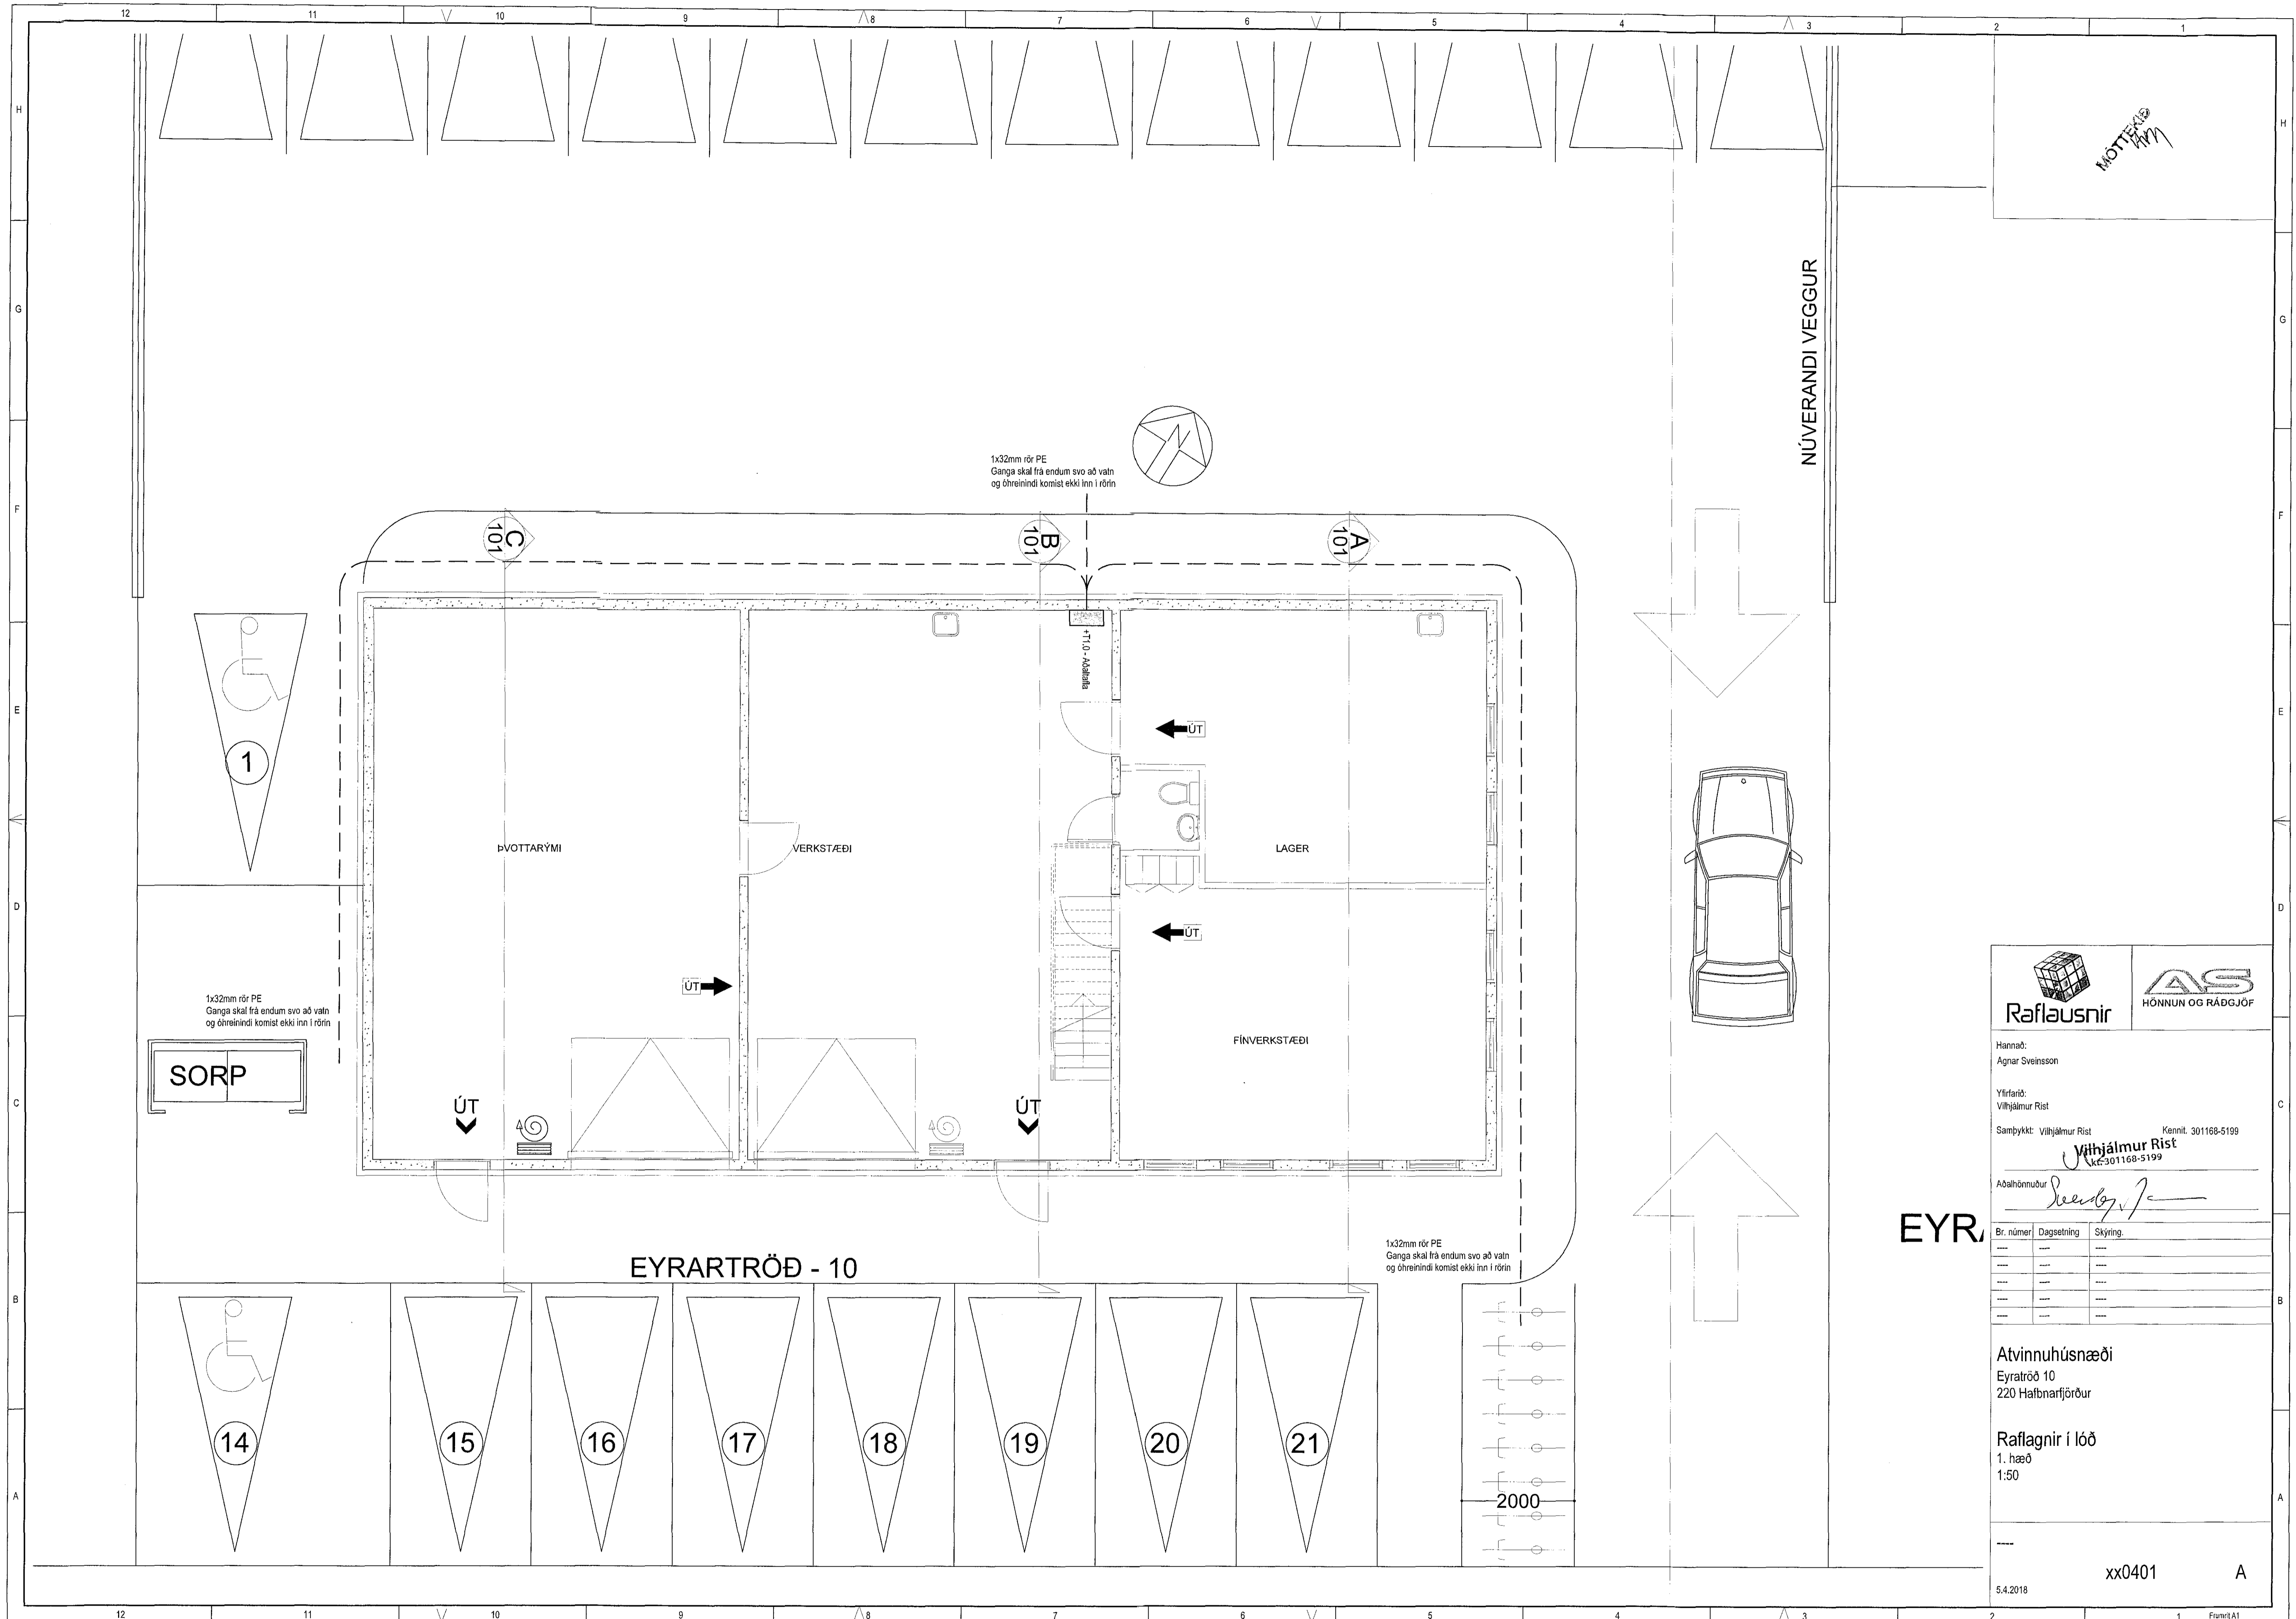 12 11 10 9 8 7 6 5 4 3 2 1
H
G
F
E
D
C
B
A
MÓTTEKIÐ
NÚVERANDI VEGGUR
N
1x32mm rör PE
Ganga skal frá endum svo að vatn
og óhreinindi komist ekki inn í rörin
C
101
B
101
A
101
+T1.0 - Aðaltafla
1
ÚT
ÞVOTTARÝMI
VERKSTÆÐI
LAGER
ÚT
ÚT
1x32mm rör PE
Ganga skal frá endum svo að vatn
og óhreinindi komist ekki inn í rörin
FÍNVERKSTÆÐI
SORP
ÚT
ÚT
EYRARTRÖÐ - 10
1x32mm rör PE
Ganga skal frá endum svo að vatn
og óhreinindi komist ekki inn í rörin
14
15
16
17
18
19
20
21
2000
EYRA
Raflausnir
AS
HÖNNUN OG RÁÐGJÖF
Hannað:
Agnar Sveinsson
Yfirfarið:
Vilhjálmur Rist
Samþykkt: Vilhjálmur Rist Kennit. 301168-5199
Vilhjálmur Rist
kt. 301168-5199
Aðalhönnuður
Br. númer Dagsetning Skýring.
---- ---- ----
---- ---- ----
---- ---- ----
---- ---- ----
---- ---- ----
Atvinnuhúsnæði
Eyratröð 10
220 Hafbnarfjörður
Raflagnir í lóð
1. hæð
1:50
----
xx0401 A
5.4.2018
12 11 10 9 8 7 6 5 4 3 2 1
Frumrit A1